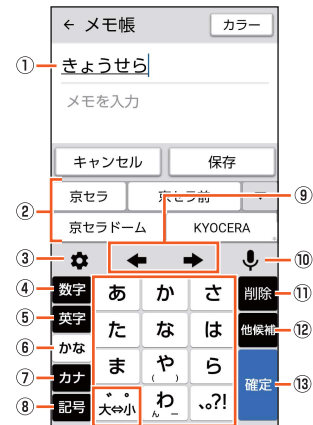 ← メモ帳 カラー
① きょうせら
メモを入力
キャンセル 保存
② 京セラ 京セラ前 ⑨
京セラドーム KYOCERA
③ ← → ⑩
④ 数字 あ か さ 削除 ⑪
⑤ 英字 た な は 他候補 ⑫
⑥ かな ま や ( ) ら
⑦ カナ 確定 ⑬
⑧ 記号 ゛゜大⇔小 わ ん ー 、。?!